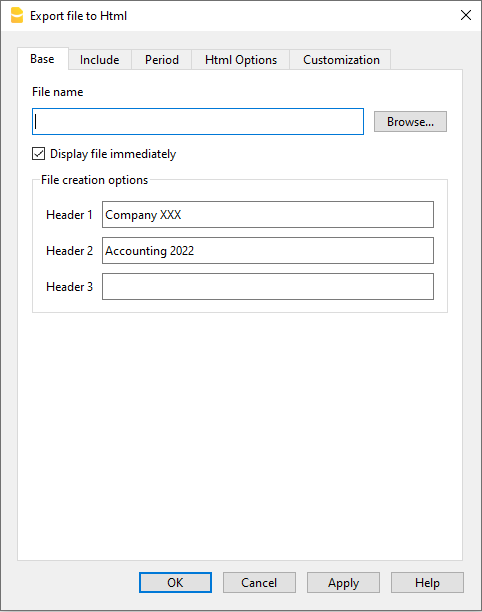 Export file to Html
Base Include Period Html Options Customization
File name
Browse...
Display file immediately
File creation options
Header 1 Company XXX
Header 2 Accounting 2022
Header 3
OK Cancel Apply Help